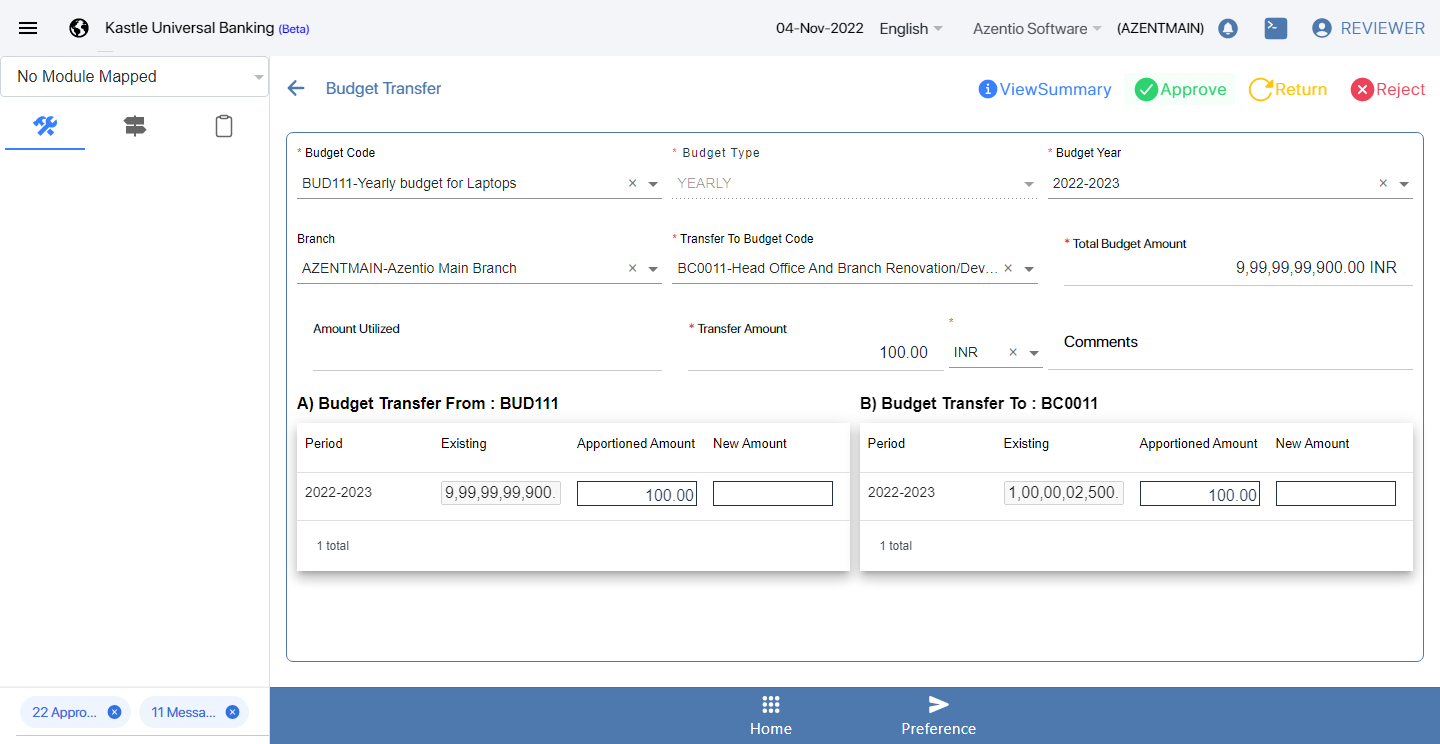 Kastle Universal Banking (Beta)
04-Nov-2022 English Azentio Software (AZENTMAIN) REVIEWER
No Module Mapped
Budget Transfer
ViewSummary Approve Return Reject
* Budget Code * Budget Type * Budget Year
BUD111-Yearly budget for Laptops × YEARLY 2022-2023 ×
Branch * Transfer To Budget Code * Total Budget Amount
AZENTMAIN-Azentio Main Branch × BC0011-Head Office And Branch Renovation/Dev... × 9,99,99,99,900.00 INR
Amount Utilized * Transfer Amount *
100.00 INR × Comments
A) Budget Transfer From : BUD111
Period Existing Apportioned Amount New Amount
2022-2023 9,99,99,99,900. 100.00
1 total
B) Budget Transfer To : BC0011
Period Existing Apportioned Amount New Amount
2022-2023 1,00,00,02,500. 100.00
1 total
22 Appro... 11 Messa...
Home Preference